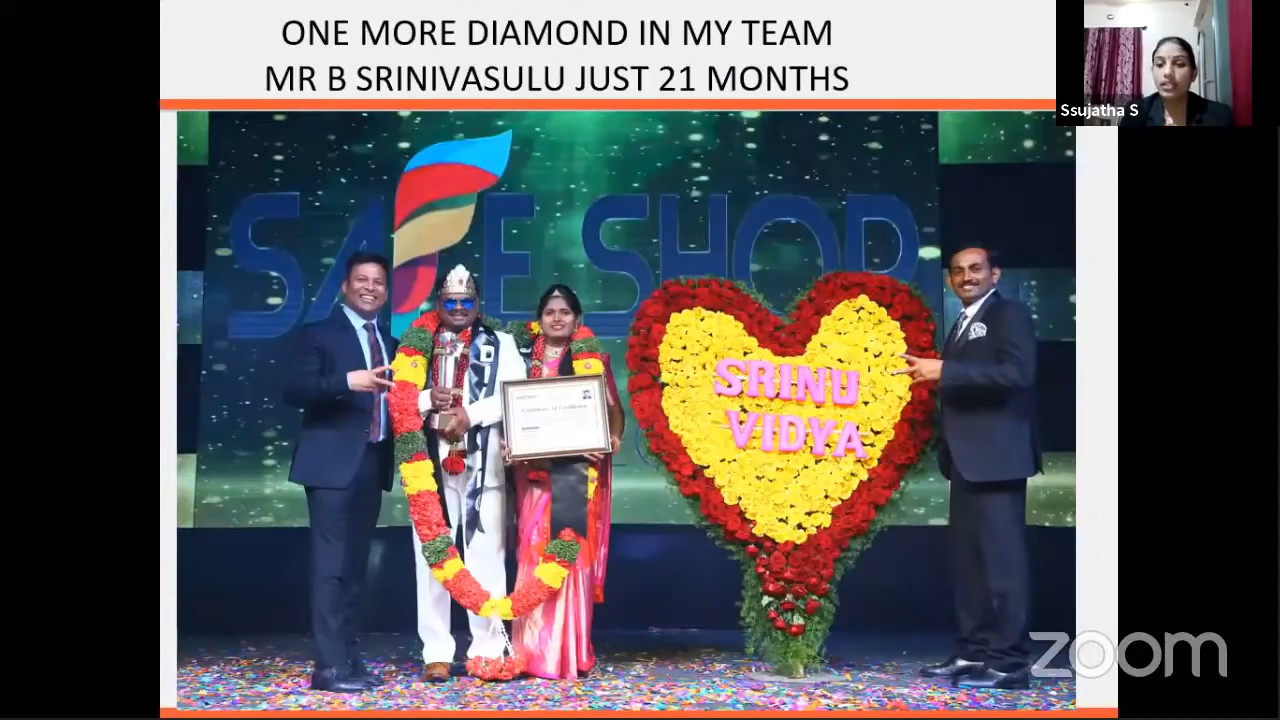 ONE MORE DIAMOND IN MY TEAM
MR B SRINIVASULU JUST 21 MONTHS
Ssujatha S
SAFE SHOP
SRINU
VIDYA
zoom